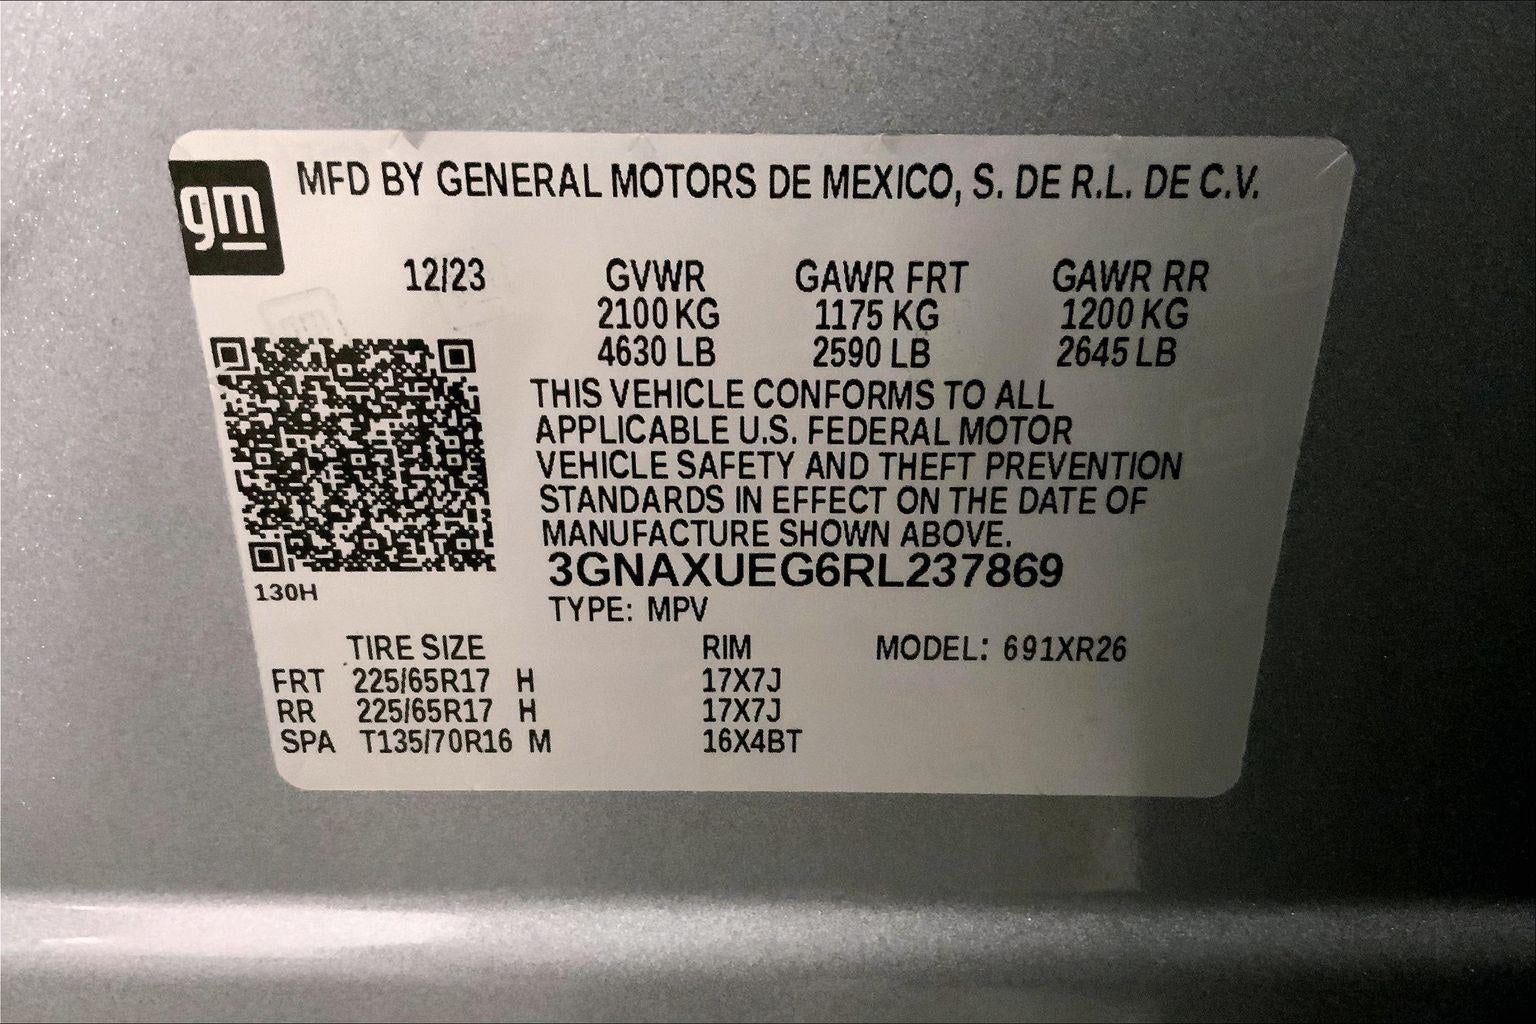 gm
MFD BY GENERAL MOTORS DE MEXICO, S. DE R.L. DE C.V.
12/23 GVWR GAWR FRT GAWR RR
2100 KG 1175 KG 1200 KG
4630 LB 2590 LB 2645 LB
THIS VEHICLE CONFORMS TO ALL
APPLICABLE U.S. FEDERAL MOTOR
VEHICLE SAFETY AND THEFT PREVENTION
STANDARDS IN EFFECT ON THE DATE OF
MANUFACTURE SHOWN ABOVE.
3GNAXUEG6RL237869
130H
TYPE: MPV
TIRE SIZE RIM MODEL: 691XR26
FRT 225/65R17 H 17X7J
RR 225/65R17 H 17X7J
SPA T135/70R16 M 16X4BT